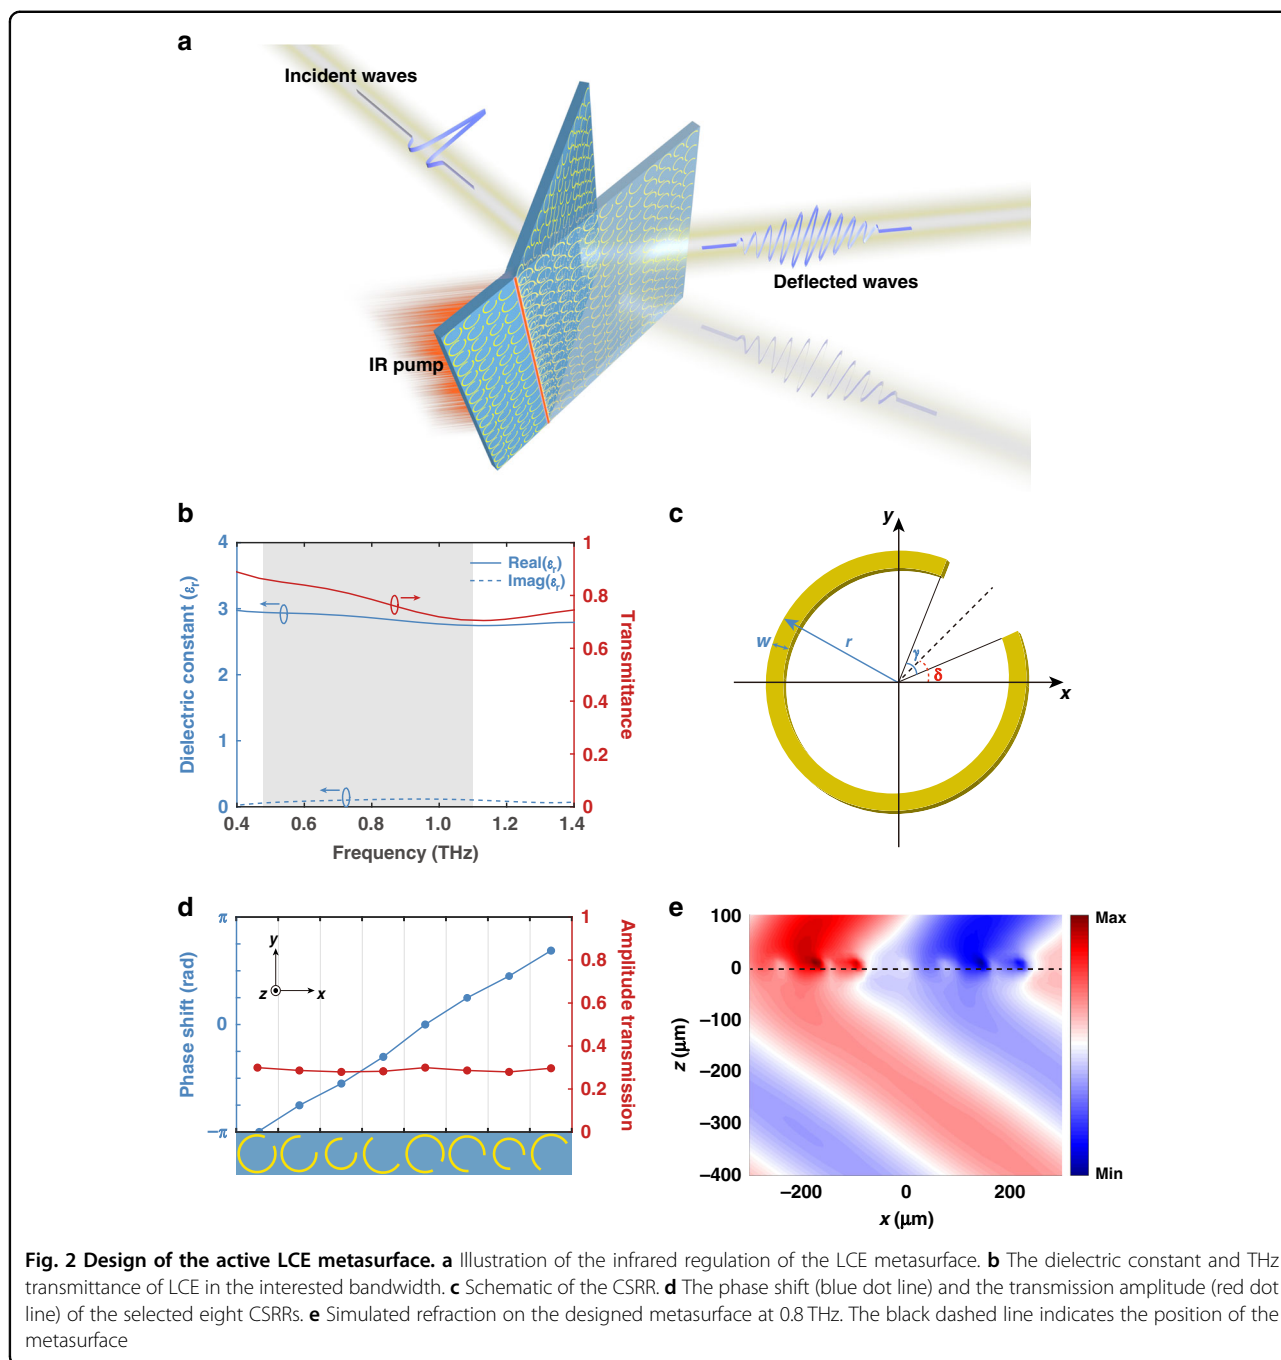 a
Incident waves
Deflected waves
IR pump
b
4
3
2
1
0
Dielectric constant (εr)
1
0.8
0.6
0.4
0.2
0
Transmittance
Real(εr)
Imag(εr)
0.4 0.6 0.8 1.0 1.2 1.4
Frequency (THz)
c
y
w
r
γ
δ
x
d
π
0
−π
Phase shift (rad)
y
z x
1
0.8
0.6
0.4
0.2
0
Amplitude transmission
e
100
0
−100
−200
−300
−400
z (μm)
−200 0 200
x (μm)
Max
Min
Fig. 2 Design of the active LCE metasurface. a Illustration of the infrared regulation of the LCE metasurface. b The dielectric constant and THz
transmittance of LCE in the interested bandwidth. c Schematic of the CSRR. d The phase shift (blue dot line) and the transmission amplitude (red dot
line) of the selected eight CSRRs. e Simulated refraction on the designed metasurface at 0.8 THz. The black dashed line indicates the position of the
metasurface